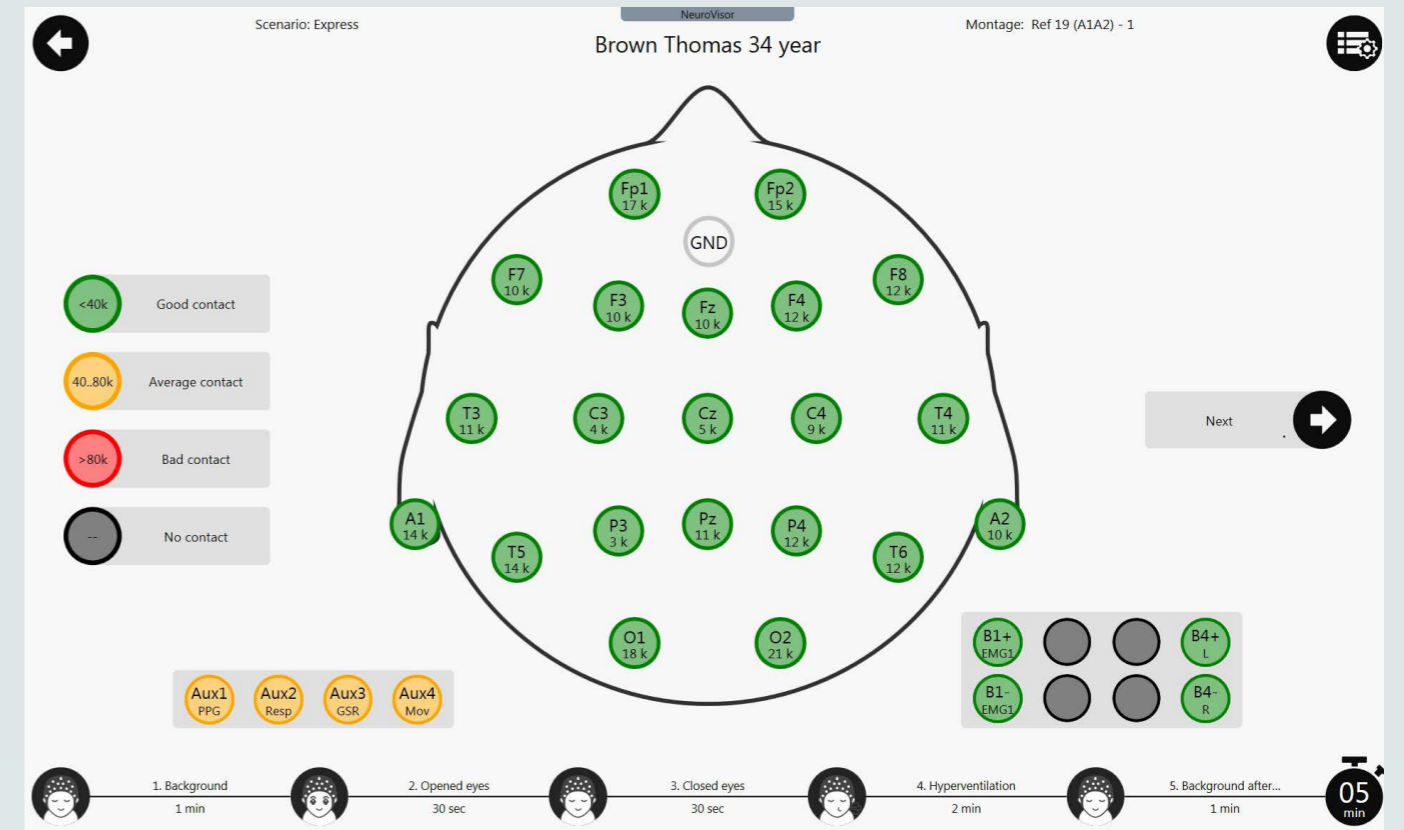 NeuroVisor
Scenario: Express
Montage: Ref 19 (A1A2) - 1
Brown Thomas 34 year
Fp1
17 k
Fp2
15 k
GND
F7
10 k
F3
10 k
Fz
10 k
F4
12 k
F8
12 k
<40k
Good contact
40..80k
Average contact
>80k
Bad contact
--
No contact
T3
11 k
C3
4 k
Cz
5 k
C4
9 k
T4
11 k
Next
A1
14 k
T5
14 k
P3
3 k
Pz
11 k
P4
12 k
T6
12 k
A2
10 k
O1
18 k
O2
21 k
Aux1
PPG
Aux2
Resp
Aux3
GSR
Aux4
Mov
B1+
EMG1
B4+
L
B1-
EMG1
B4-
R
1. Background
1 min
2. Opened eyes
30 sec
3. Closed eyes
30 sec
4. Hyperventilation
2 min
5. Background after...
1 min
05
min